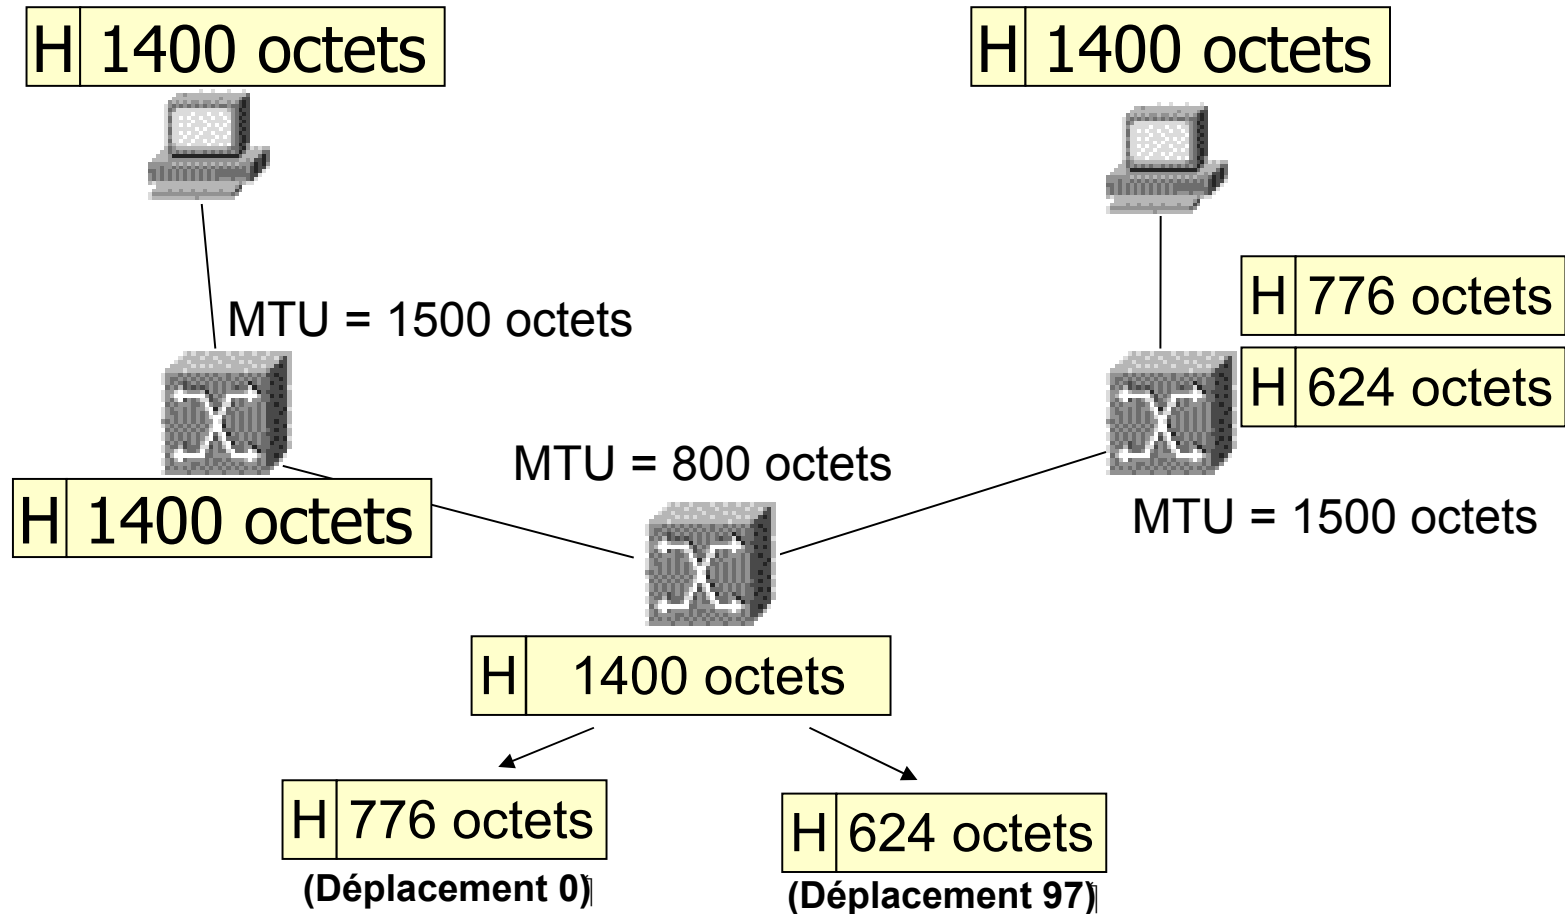 H 1400 octets
H 1400 octets
MTU = 1500 octets
H 776 octets
H 624 octets
MTU = 800 octets
H 1400 octets
MTU = 1500 octets
H 1400 octets
H 776 octets
(Déplacement 0)
H 624 octets
(Déplacement 97)